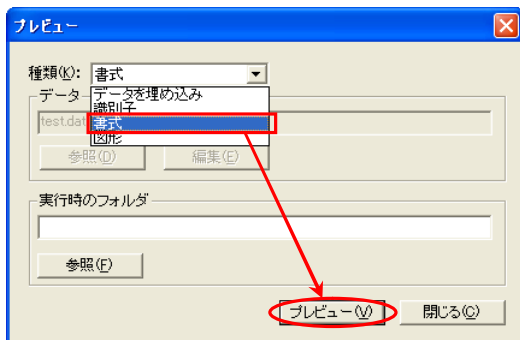 プレビュー
種類(K): 書式
データを埋め込み
データ
識別子
test.dat
書式
図形
参照(D) 編集(E)
実行時のフォルダ
参照(F)
プレビュー(V) 閉じる(C)